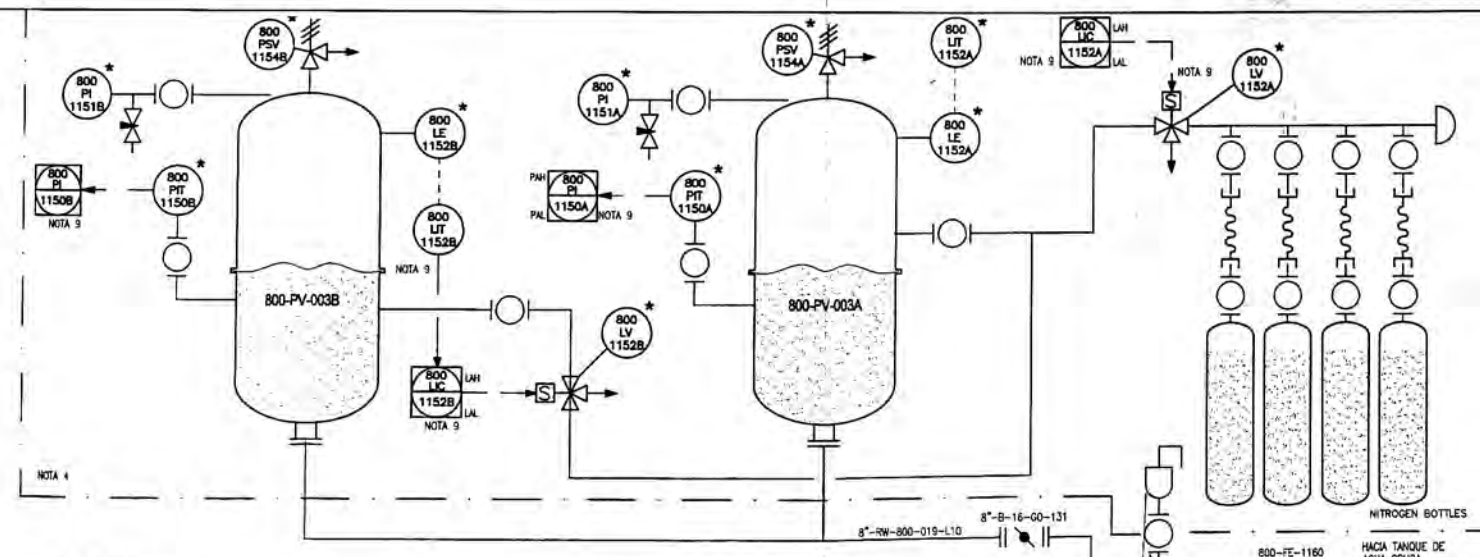 800
PSV
1154B
*
800
PI
1151B
*
800
PIT
1150B
*
800
PI
1150B
NOTA 9
800
LE
1152B
*
800
LIT
1152B
NOTA 9
800-PV-003B
800
LIC
1152B
LAH
LAL
NOTA 9
S
800
LV
1152B
*
NOTA 4
800
PSV
1154A
*
800
PI
1151A
*
800
PIT
1150A
*
PAH
800
PI
1150A
PAL
NOTA 9
800
LIT
1152A
*
800
LE
1152A
*
800-PV-003A
800
LIC
1152A
LAH
LAL
NOTA 9
NOTA 9
S
800
LV
1152A
*
NITROGEN BOTTLES
8"-RW-800-019-L10
8"-B-16-G0-131
800-FE-1160
HACIA TANQUE DE